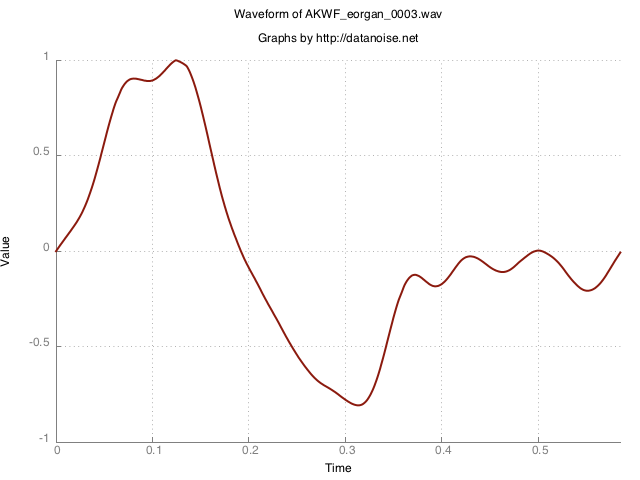 Waveform of AKWF_eorgan_0003.wav
Graphs by http://datanoise.net
1
0.5
0
-0.5
-1
Value
0 0.1 0.2 0.3 0.4 0.5
Time